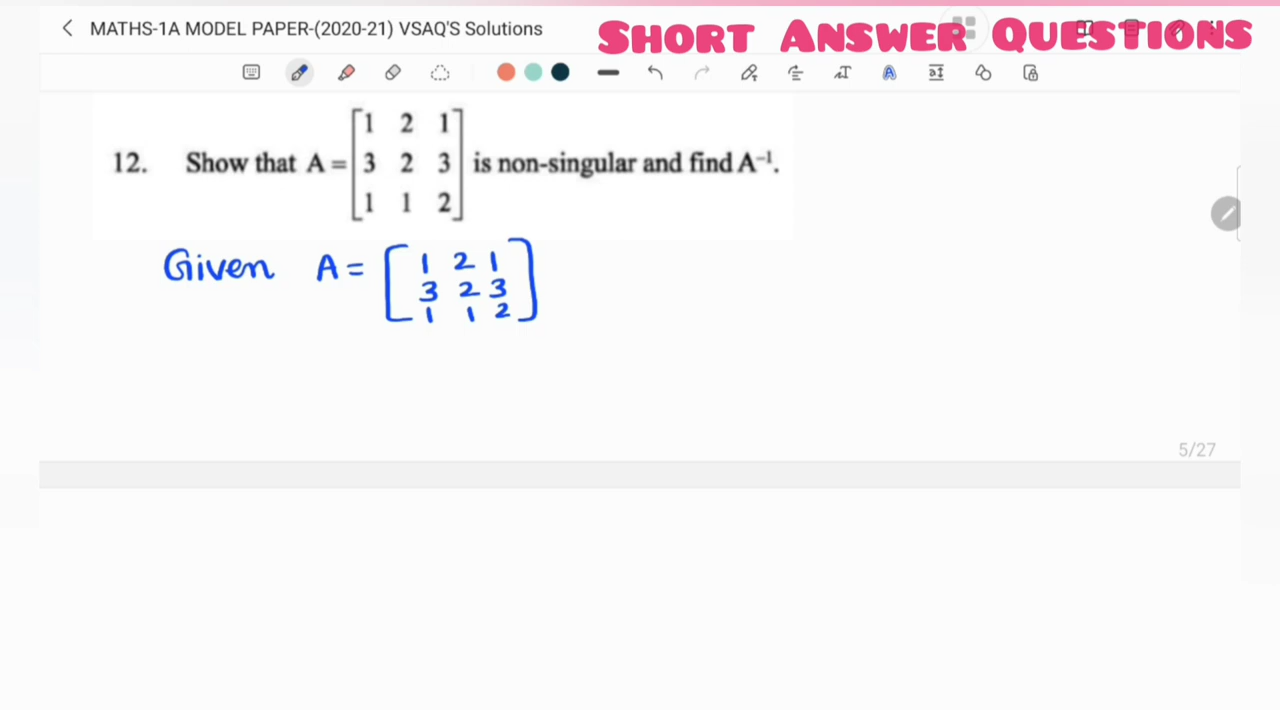 MATHS-1A MODEL PAPER-(2020-21) VSAQ'S Solutions
SHORT ANSWER QUESTIONS
1 2 1
12. Show that A = 3 2 3 is non-singular and find A⁻¹.
1 1 2
Given A = [ 1 2 1
3 2 3
1 1 2 ]
5/27